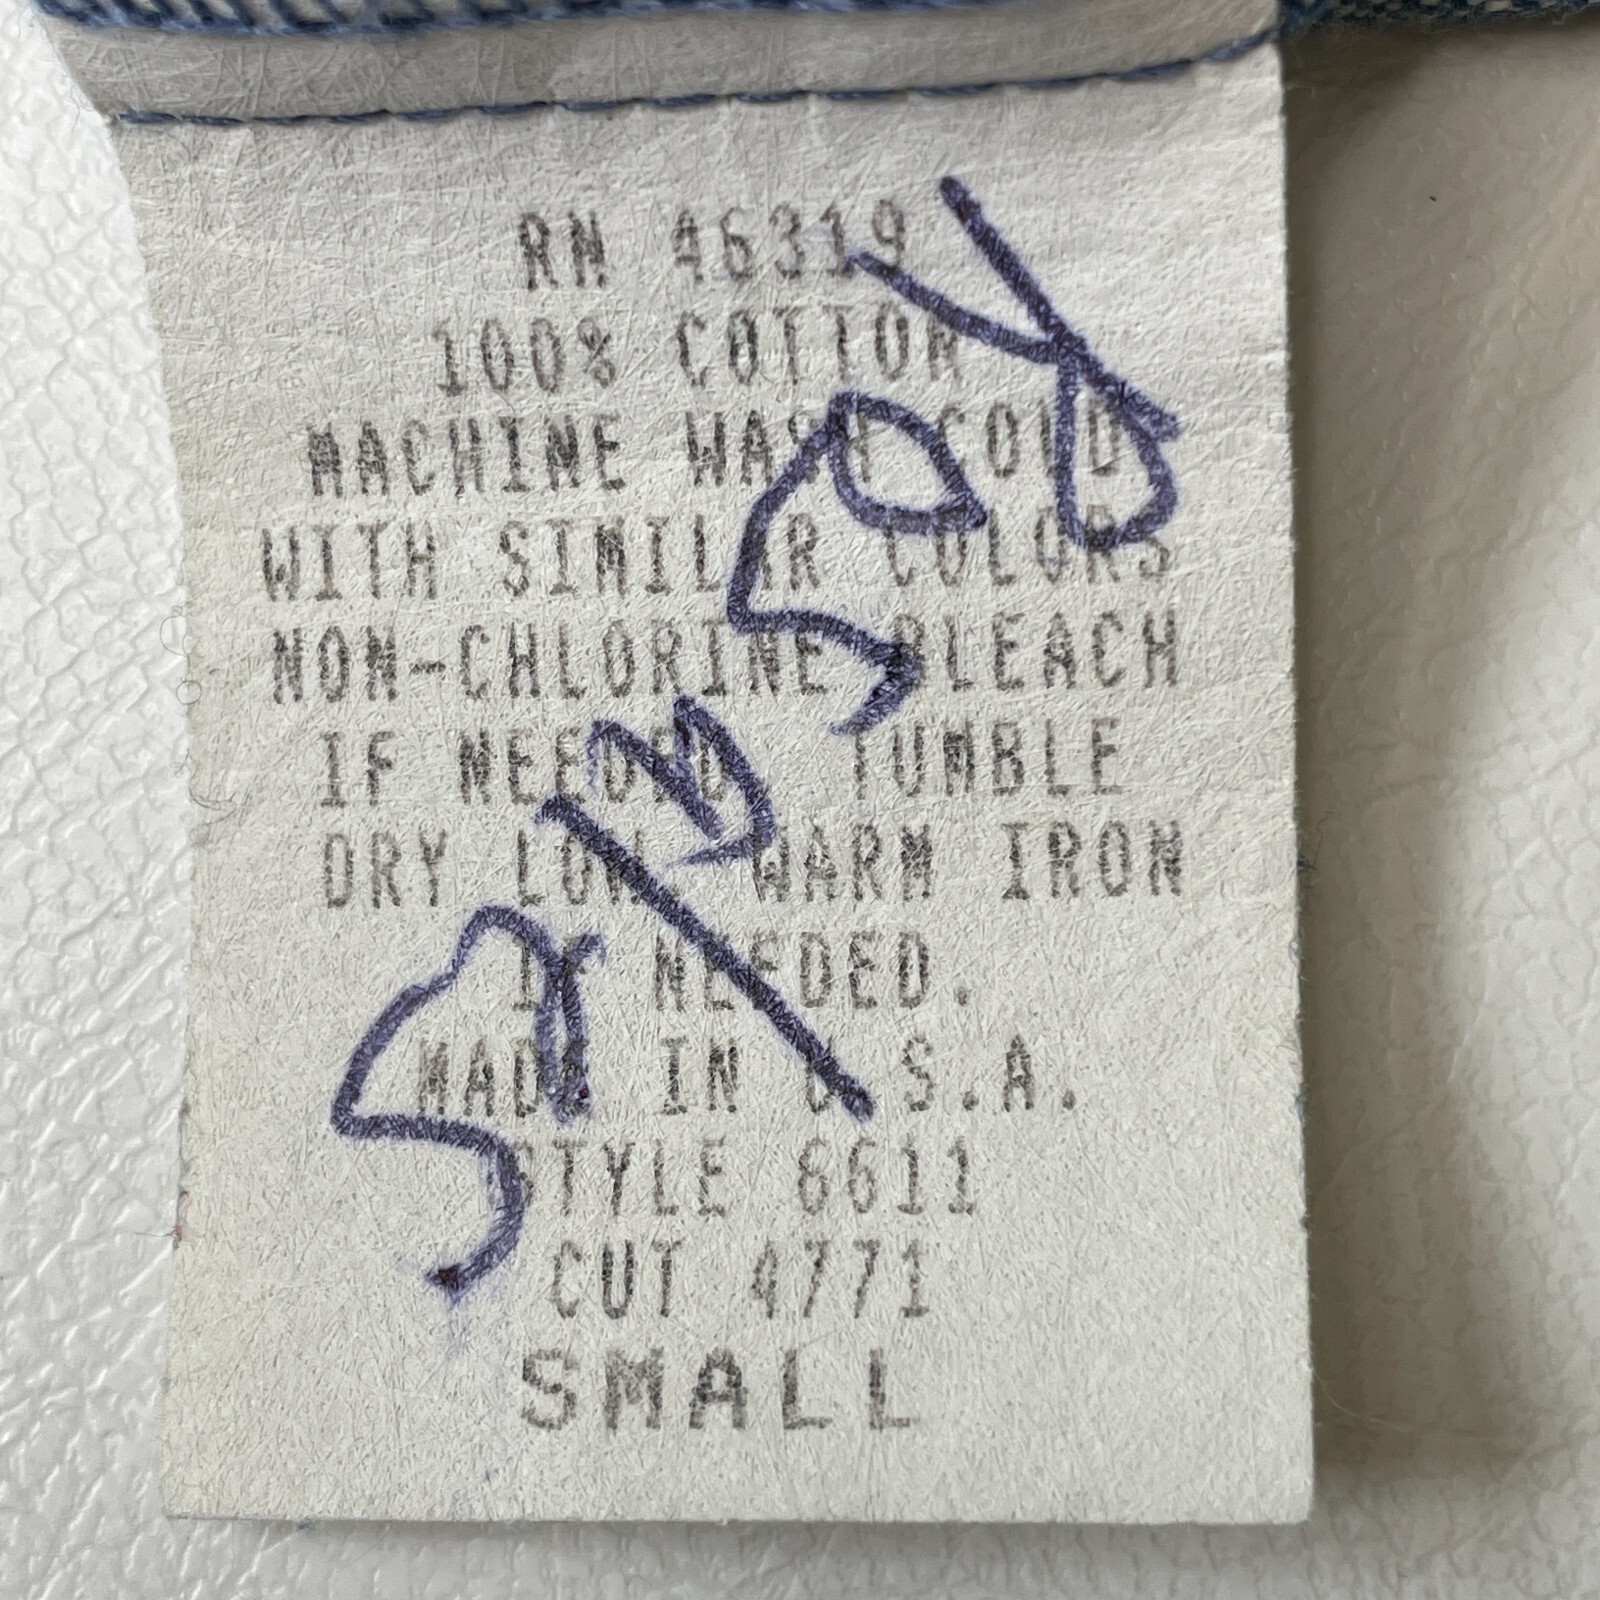 RN 46319
100% COTTON
MACHINE WASH COLD
WITH SIMILAR COLORS
NON-CHLORINE BLEACH
IF NEEDED. TUMBLE
DRY LOW. WARM IRON
IF NEEDED.
MADE IN U.S.A.
STYLE 6611
CUT 4771
SMALL